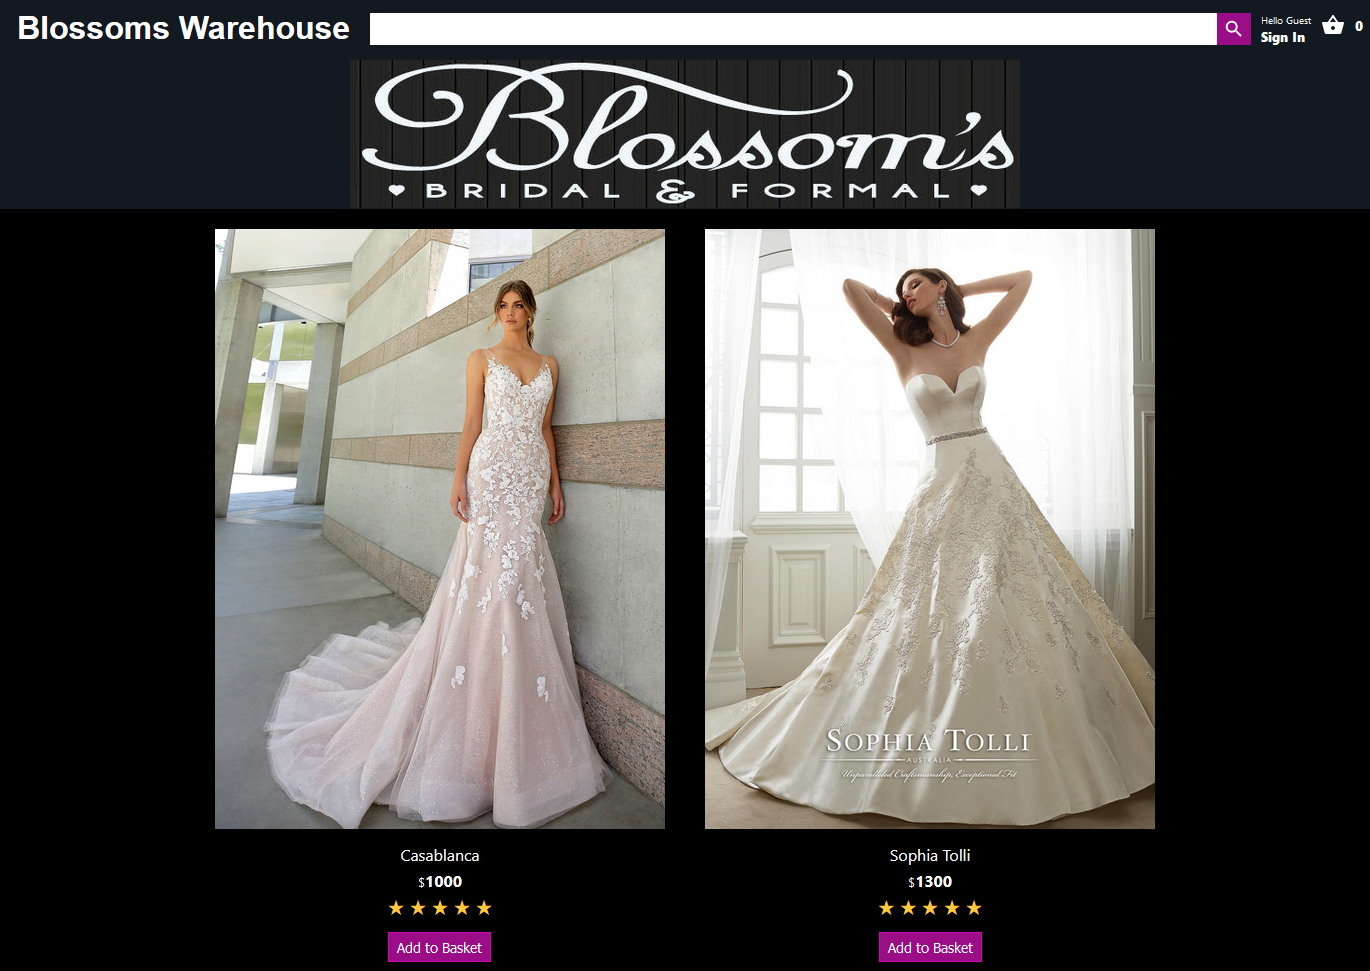 Blossoms Warehouse
Hello Guest
Sign In
0
Blossom's
BRIDAL & FORMAL
SOPHIA TOLLI
AUSTRALIA
Unparalleled Craftsmanship, Exceptional Fit
Casablanca
$1000
Add to Basket
Sophia Tolli
$1300
Add to Basket